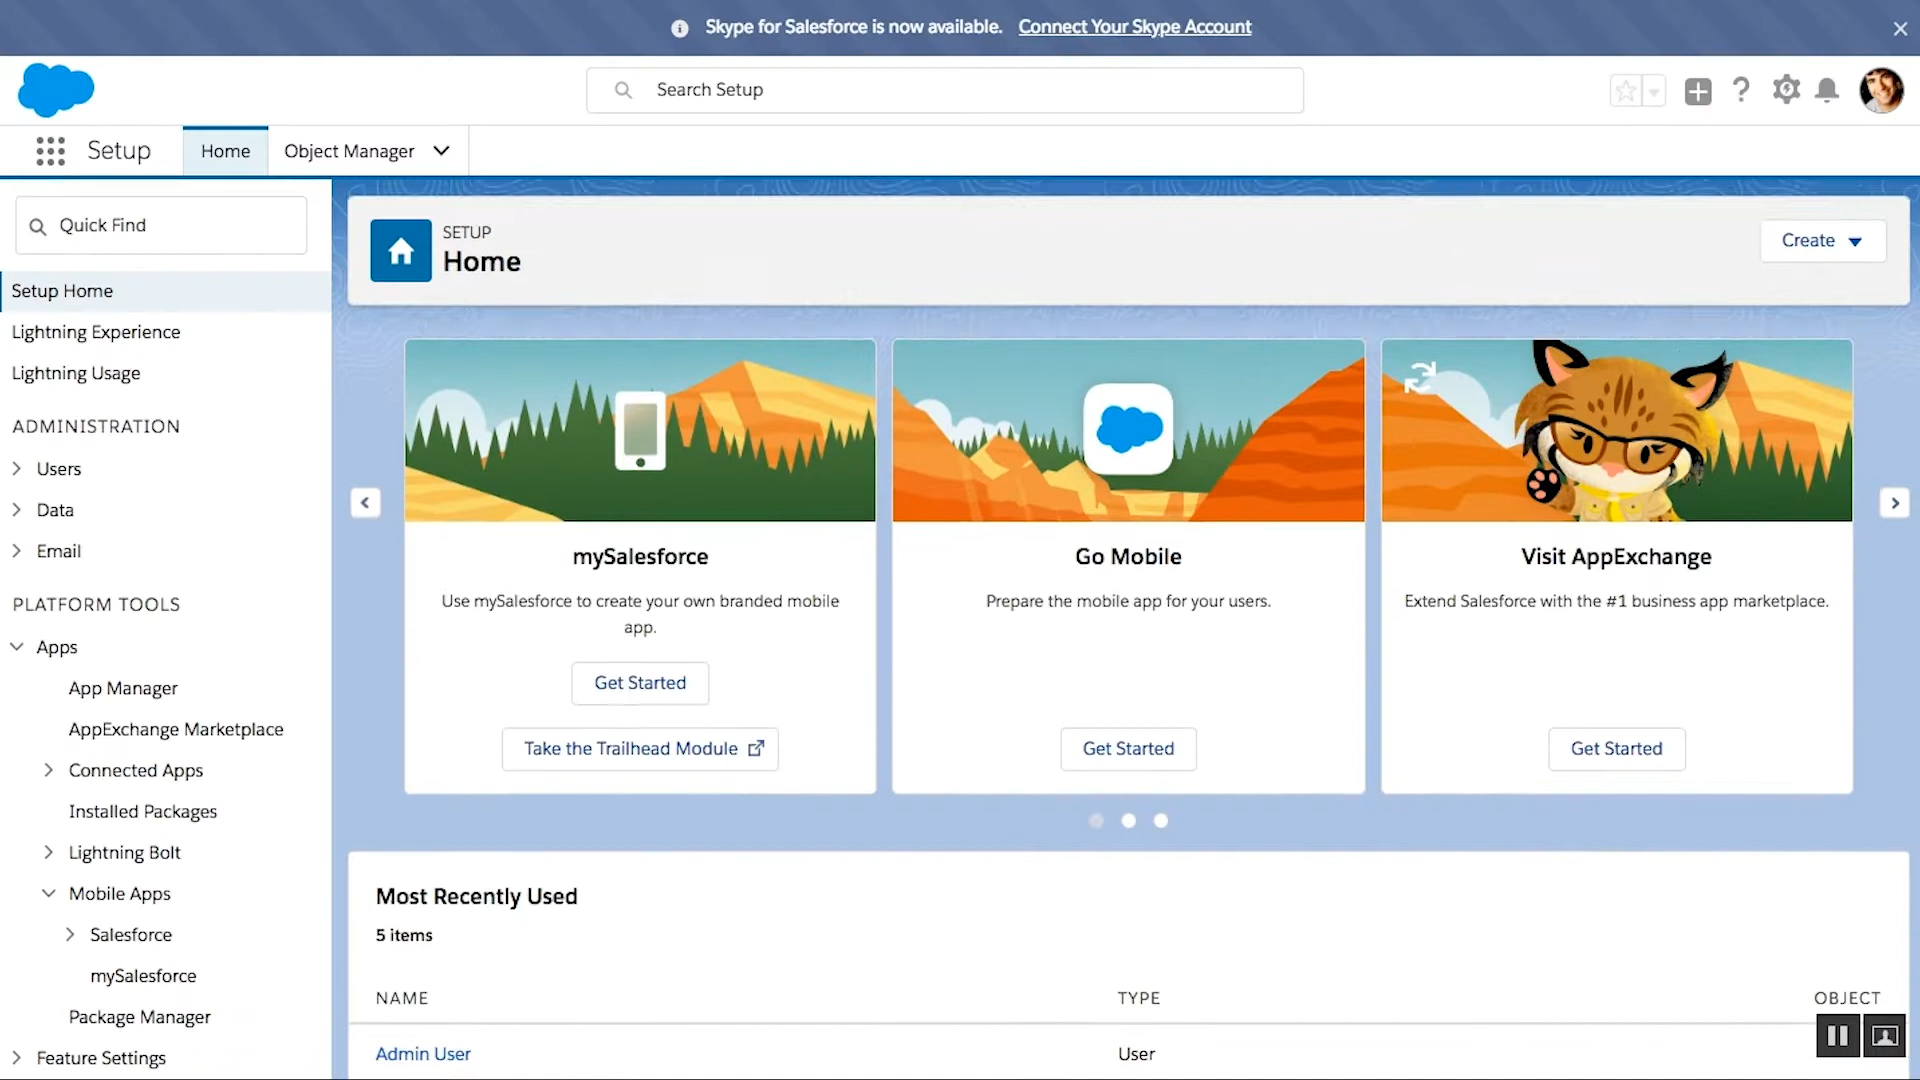 Skype for Salesforce is now available. Connect Your Skype Account
Search Setup
Setup
Home
Object Manager
Quick Find
Setup Home
Lightning Experience
Lightning Usage
ADMINISTRATION
Users
Data
Email
PLATFORM TOOLS
Apps
App Manager
AppExchange Marketplace
Connected Apps
Installed Packages
Lightning Bolt
Mobile Apps
Salesforce
mySalesforce
Package Manager
Feature Settings
SETUP
Home
Create
mySalesforce
Use mySalesforce to create your own branded mobile
app.
Get Started
Take the Trailhead Module
Go Mobile
Prepare the mobile app for your users.
Get Started
Visit AppExchange
Extend Salesforce with the #1 business app marketplace.
Get Started
Most Recently Used
5 items
NAME
TYPE
OBJECT
Admin User
User